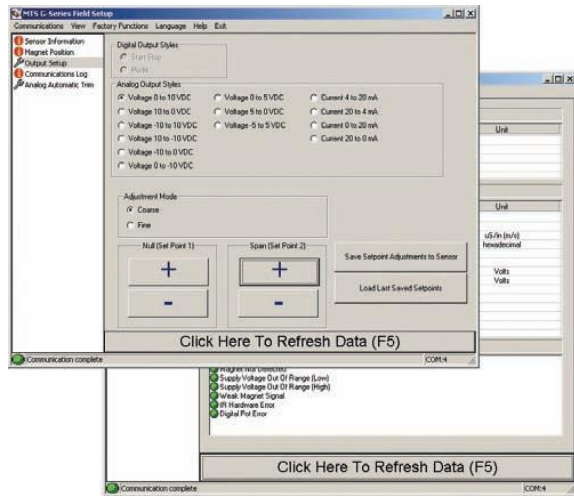 MTS G-Series Field Setup
Communications View Factory Functions Language Help Exit
Sensor Information
Magnet Position
Output Setup
Communications Log
Analog Automatic Trim
Digital Output Styles
Start Stop
PWM
Analog Output Styles
Voltage 0 to 10 VDC
Voltage 0 to 5 VDC
Current 4 to 20 mA
Voltage 10 to 0 VDC
Voltage 5 to 0 VDC
Current 20 to 4 mA
Voltage -10 to 10 VDC
Voltage -5 to 5 VDC
Current 0 to 20 mA
Voltage 10 to -10 VDC
Current 20 to 0 mA
Voltage -10 to 0 VDC
Voltage 0 to -10 VDC
Adjustment Mode
Coarse
Fine
Null (Set Point 1)
Span (Set Point 2)
+
+
-
-
Save Setpoint Adjustments to Sensor
Load Last Saved Setpoints
Click Here To Refresh Data (F5)
Communication complete
COM:4
Unit
Unit
uS/in (m/s)
hexadecimal
Volts
Volts
Magnet Not Detected
Supply Voltage Out Of Range (Low)
Supply Voltage Out Of Range (High)
Weak Magnet Signal
IR Hardware Error
Digital Pot Error
Click Here To Refresh Data (F5)
Communication complete
COM:4